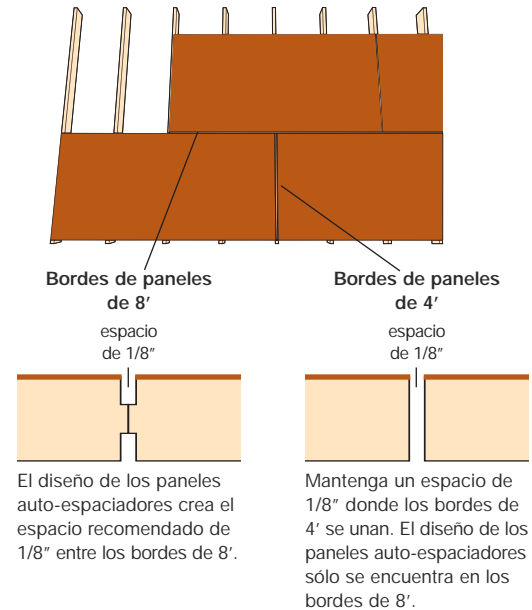 Bordes de paneles
de 8’
espacio
de 1/8”
El diseño de los paneles
auto-espaciadores crea el
espacio recomendado de
1/8” entre los bordes de 8’.
Bordes de paneles
de 4’
espacio
de 1/8”
Mantenga un espacio de
1/8” donde los bordes de
4’ se unan. El diseño de los
paneles auto-espaciadores
sólo se encuentra en los
bordes de 8’.